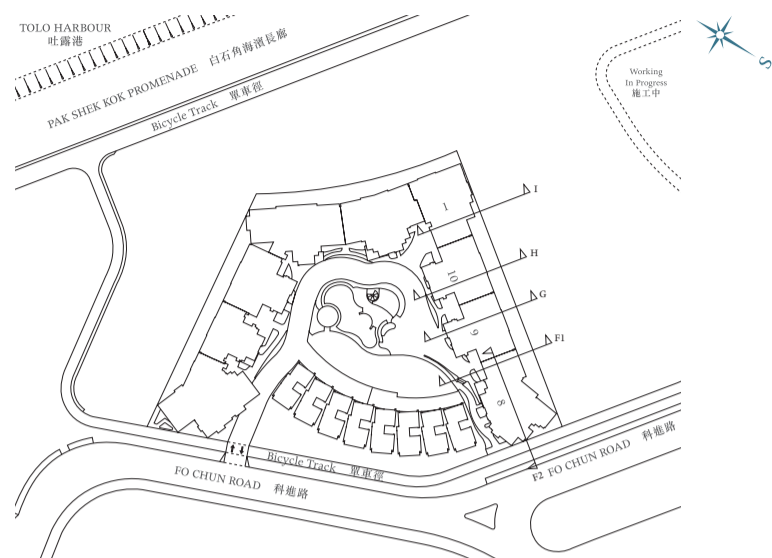 TOLO HARBOUR
吐露港
PAK SHEK KOK PROMENADE 白石角海濱長廊
Bicycle Track 單車徑
Working
In Progress
施工中
S
1
I
10
H
G
9
F1
8
Bicycle Track 單車徑
FO CHUN ROAD 科進路
F2
FO CHUN ROAD 科進路